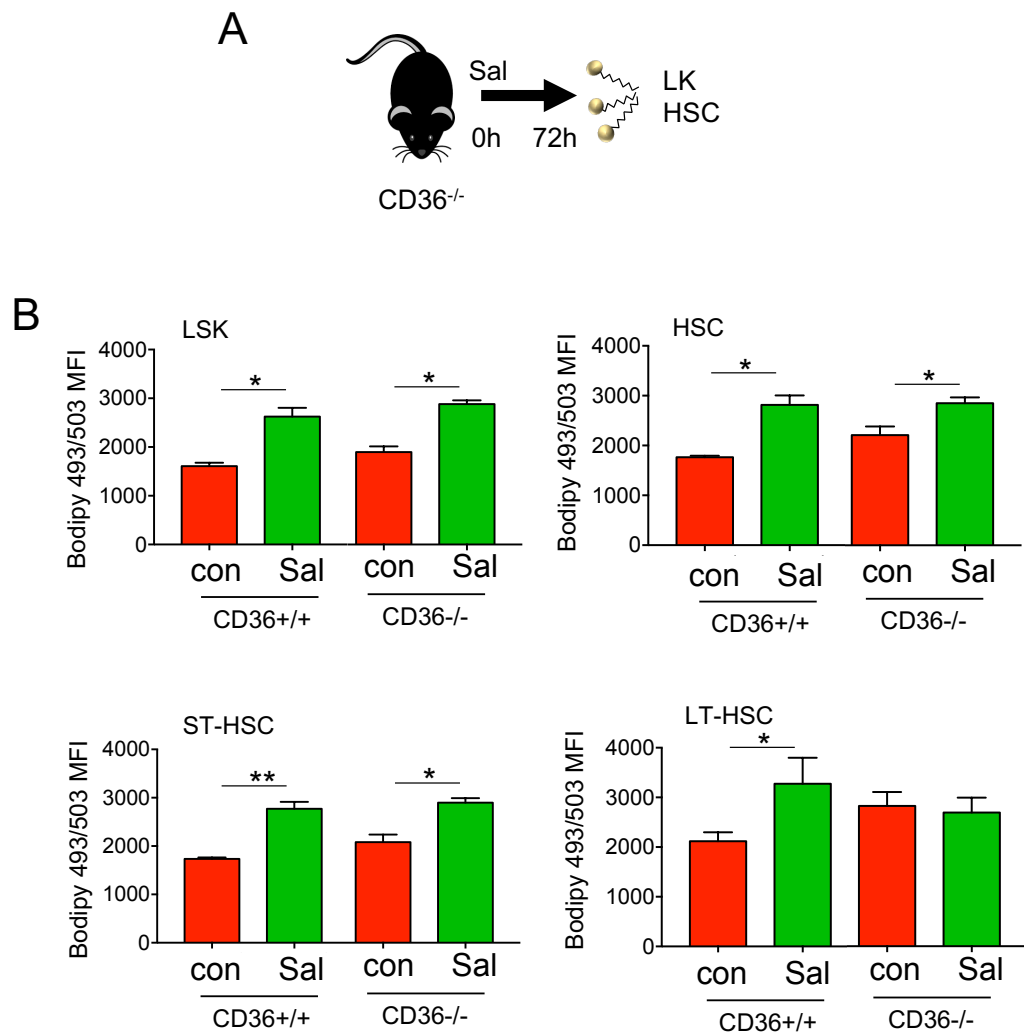 A
Sal
0h 72h
LK
HSC
CD36-/-
B
LSK
Bodipy 493/503 MFI
4000
3000
2000
1000
0
* *
con Sal con Sal
CD36+/+ CD36-/-
HSC
Bodipy 493/503 MFI
4000
3000
2000
1000
0
* *
con Sal con Sal
CD36+/+ CD36-/-
ST-HSC
Bodipy 493/503 MFI
4000
3000
2000
1000
0
** *
con Sal con Sal
CD36+/+ CD36-/-
LT-HSC
Bodipy 493/503 MFI
4000
3000
2000
1000
0
*
con Sal con Sal
CD36+/+ CD36-/-